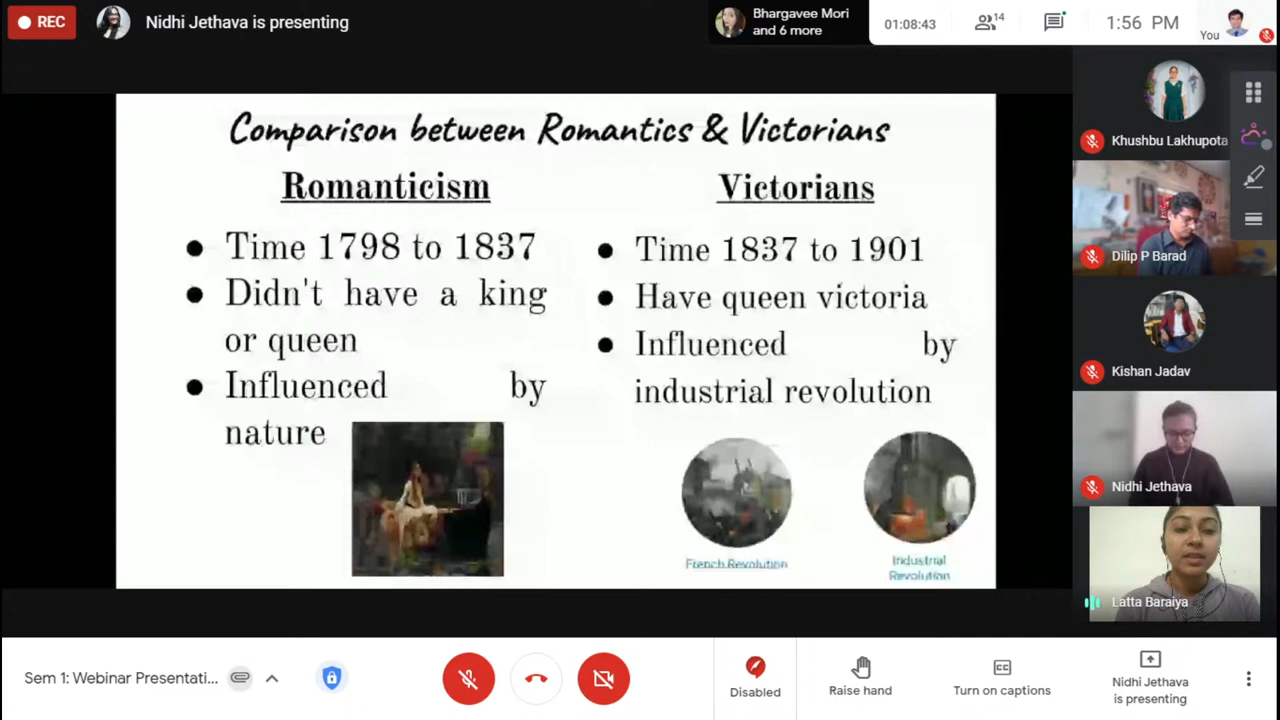 REC
Nidhi Jethava is presenting
Bhargavee Mori
and 6 more
01:08:43
14
1:56 PM
You
Comparison between Romantics & Victorians
Romanticism
● Time 1798 to 1837
● Didn't have a king
or queen
● Influenced by
nature
Victorians
● Time 1837 to 1901
● Have queen victoria
● Influenced by
industrial revolution
French Revolution
Industrial
Revolution
Khushbu Lakhupota
Dilip P Barad
Kishan Jadav
Nidhi Jethava
Latta Baraiya
Sem 1: Webinar Presentati...
Disabled
Raise hand
CC
Turn on captions
Nidhi Jethava
is presenting